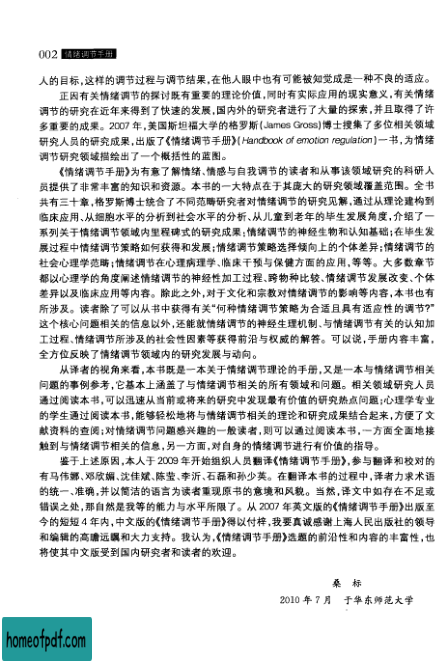 002 情绪调节手册
人的目标,这样的调节过程与调节结果,在他人眼中也有可能被知觉成是一种不良的适应。
正因有关情绪调节的探讨既有重要的理论价值,同时有实际应用的现实意义,有关情绪
调节的研究在近年来得到了快速的发展,国内外的研究者进行了大量的探索,并且取得了许
多重要的成果。2007 年,美国斯坦福大学的格罗斯(James Gross)博士搜集了多位相关领域
研究人员的研究成果,出版了《情绪调节手册》(Handbook of emotion regulation)一书,为情绪
调节研究领域描绘出了一个概括性的蓝图。
《情绪调节手册》为有意了解情绪、情感与自我调节的读者和从事该领域研究的科研人
员提供了非常丰富的知识和资源。本书的一大特点在于其庞大的研究领域覆盖范围。全书
共有三十章,格罗斯博士统合了不同范畴研究者对情绪调节的研究见解,通过从理论建构到
临床应用、从细胞水平的分析到社会水平的分析、从儿童到老年的毕生发展角度,介绍了一
系列关于情绪调节领域内里程碑式的研究成果:情绪调节的神经生物和认知基础;在毕生发
展过程中情绪调节策略如何获得和发展;情绪调节策略选择倾向上的个体差异;情绪调节的
社会心理学范畴;情绪调节在心理病理学、临床干预与保健方面的应用,等等。大多数章节
都以心理学的角度阐述情绪调节的神经性加工过程、跨物种比较、情绪调节发展改变、个体
差异以及临床应用等内容。除此之外,对于文化和宗教对情绪调节的影响等内容,本书也有
所涉及。读者除了可以从书中获得有关“何种情绪调节策略为合适且具有适应性的调节?”
这个核心问题相关的信息以外,还能就情绪调节的神经生理机制、与情绪调节有关的认知加
工过程、情绪调节所涉及的社会性因素等获得前沿与权威的解答。可以说,手册内容丰富,
全方位反映了情绪调节领域内的研究发展与动向。
从译者的视角来看,本书既是一本关于情绪调节理论的手册,又是一本与情绪调节相关
问题的事例参考,它基本上涵盖了与情绪调节相关的所有领域和问题。相关领域研究人员
通过阅读本书,可以迅速从当前或将来的研究中发现最有价值的研究热点问题;心理学专业
的学生通过阅读本书,能够轻松地将与情绪调节相关的理论和研究成果结合起来,方便了文
献资料的查阅;对情绪调节问题感兴趣的一般读者,则可以通过阅读本书,一方面全面地接
触到与情绪调节相关的信息,另一方面,对自身的情绪调节进行有价值的指导。
鉴于上述原因,本人于 2009 年开始组织人员翻译《情绪调节手册》,参与翻译和校对的
有马伟娜、邓欣媚、沈佳斌、陈莹、李沂、石磊和孙少英。在翻译本书的过程中,译者力求术语
的统一、准确,并以简洁的语言为读者重现原书的意境和风貌。当然,译文中如存在不足或
错误之处,那自然是我等的能力与水平所限了。从 2007 年英文版的《情绪调节手册》出版至
今的短短 4 年内,中文版的《情绪调节手册》得以付梓,我要真诚感谢上海人民出版社的领导
和编辑的高瞻远瞩和大力支持。我认为,《情绪调节手册》选题的前沿性和内容的丰富性,也
将使其中文版受到国内研究者和读者的欢迎。
桑 标
2010 年 7 月 于华东师范大学
homeofpdf.com